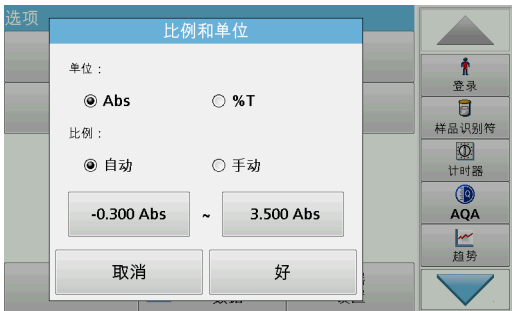 选项
比例和单位
单位：
Abs
%T
比例：
自动
手动
-0.300 Abs
~
3.500 Abs
取消
好
登录
样品识别符
计时器
AQA
趋势